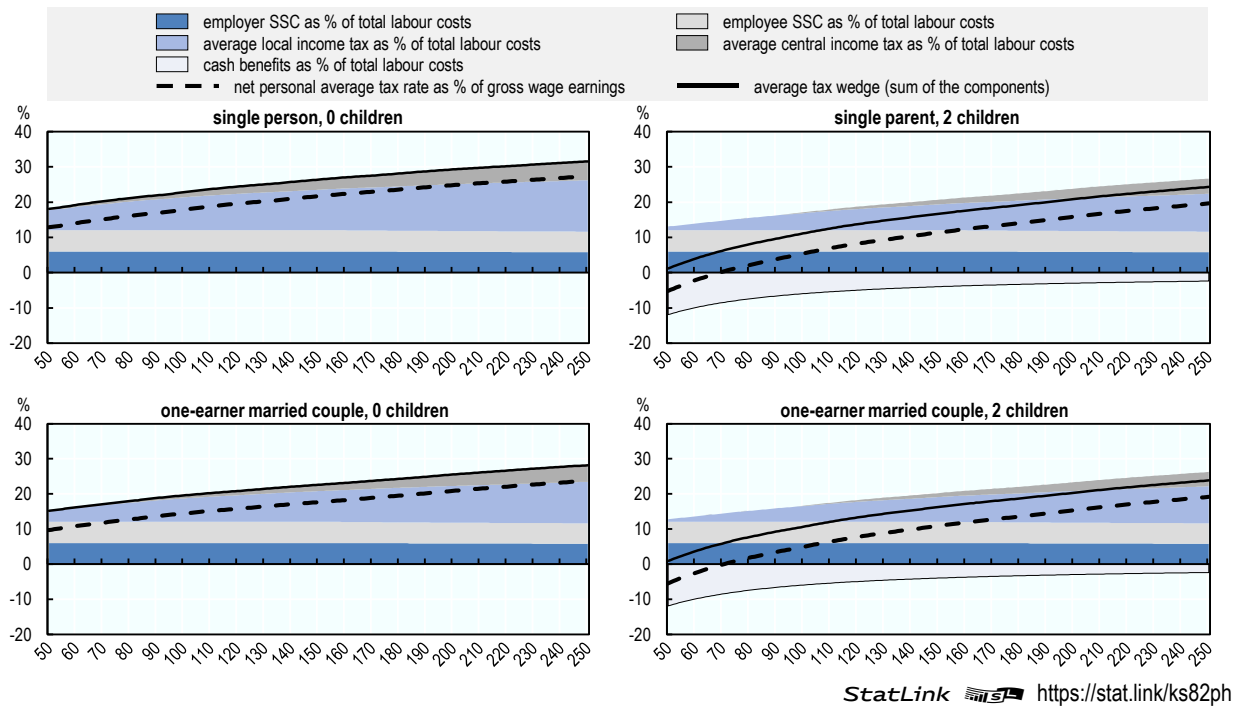 employer SSC as % of total labour costs employee SSC as % of total labour costs
average local income tax as % of total labour costs average central income tax as % of total labour costs
cash benefits as % of total labour costs
net personal average tax rate as % of gross wage earnings average tax wedge (sum of the components)
%
single person, 0 children
40
30
20
10
0
-10
-20
50 60 70 80 90 100 110 120 130 140 150 160 170 180 190 200 210 220 230 240 250
%
single parent, 2 children
40
30
20
10
0
-10
-20
50 60 70 80 90 100 110 120 130 140 150 160 170 180 190 200 210 220 230 240 250
%
one-earner married couple, 0 children
40
30
20
10
0
-10
-20
50 60 70 80 90 100 110 120 130 140 150 160 170 180 190 200 210 220 230 240 250
%
one-earner married couple, 2 children
40
30
20
10
0
-10
-20
50 60 70 80 90 100 110 120 130 140 150 160 170 180 190 200 210 220 230 240 250
StatLink https://stat.link/ks82ph